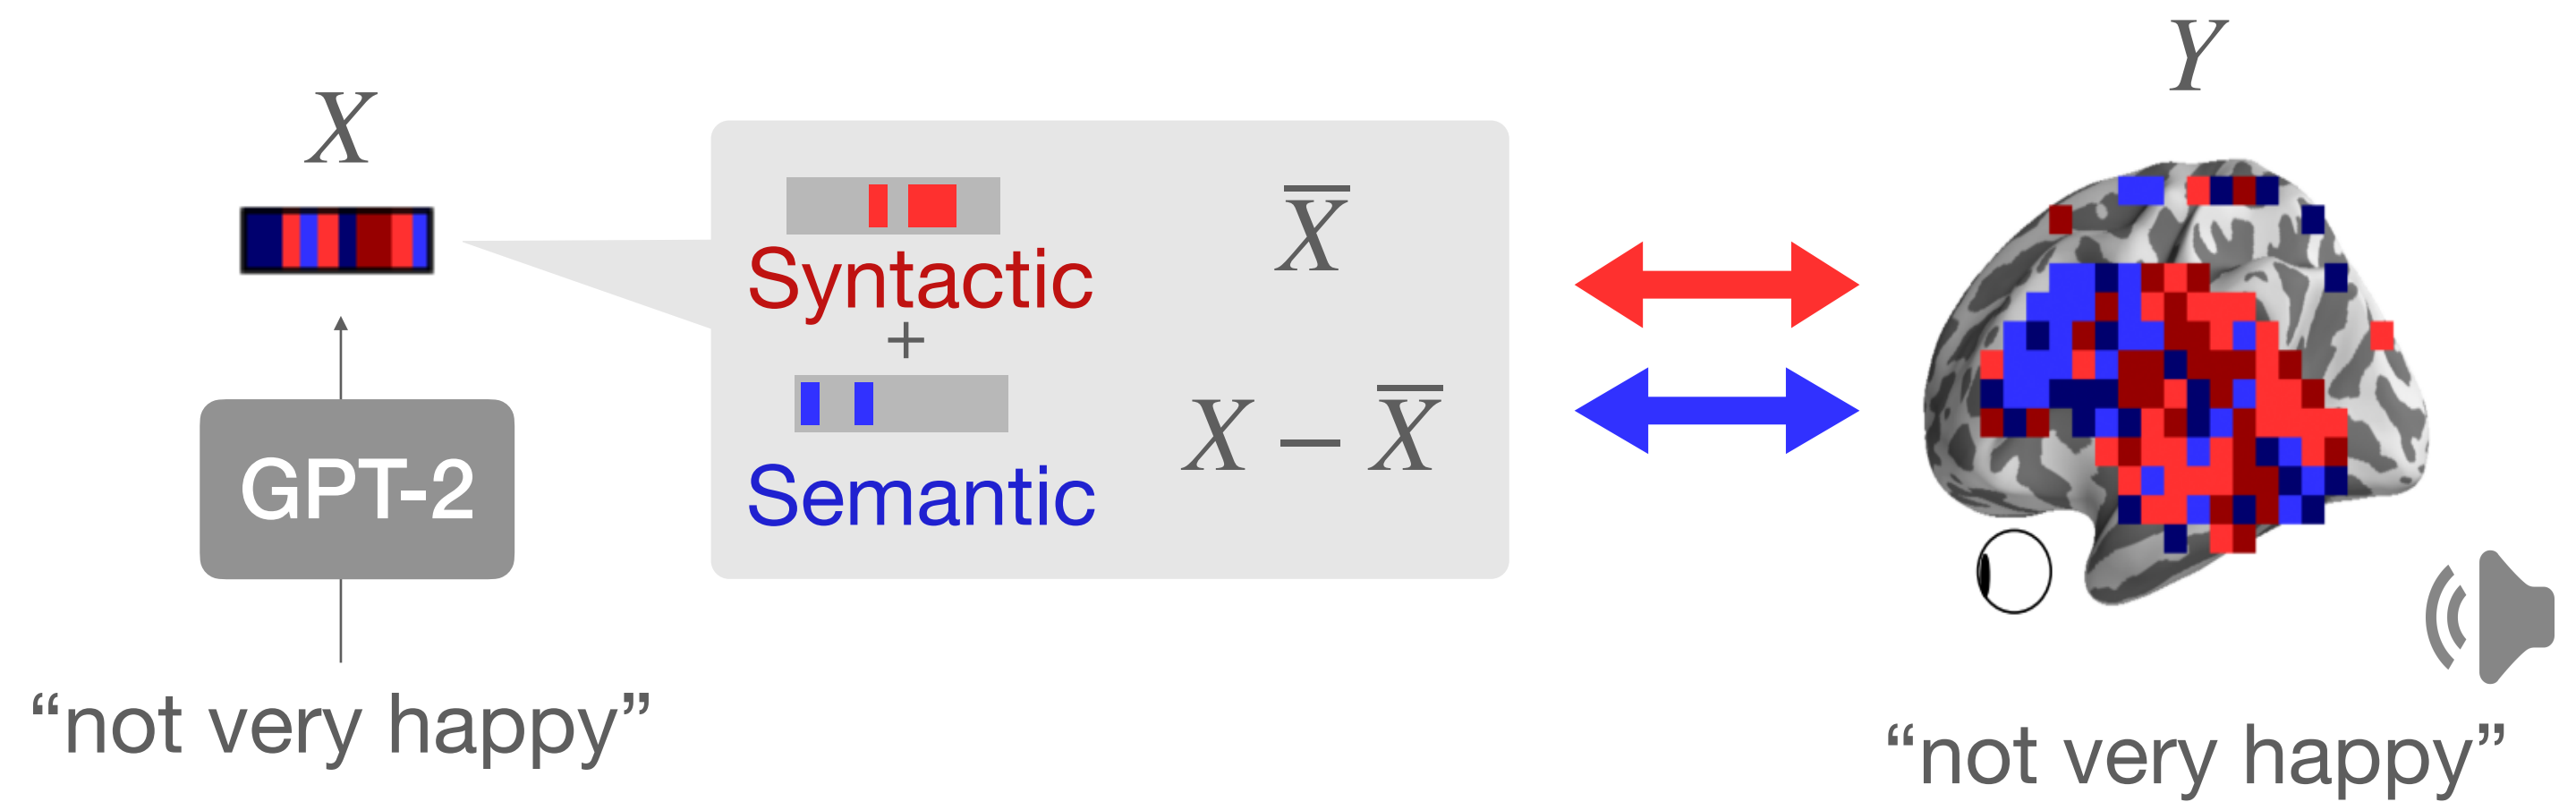 X
GPT-2
“not very happy”
Syntactic
+
Semantic
X̅
X − X̅
Y
“not very happy”